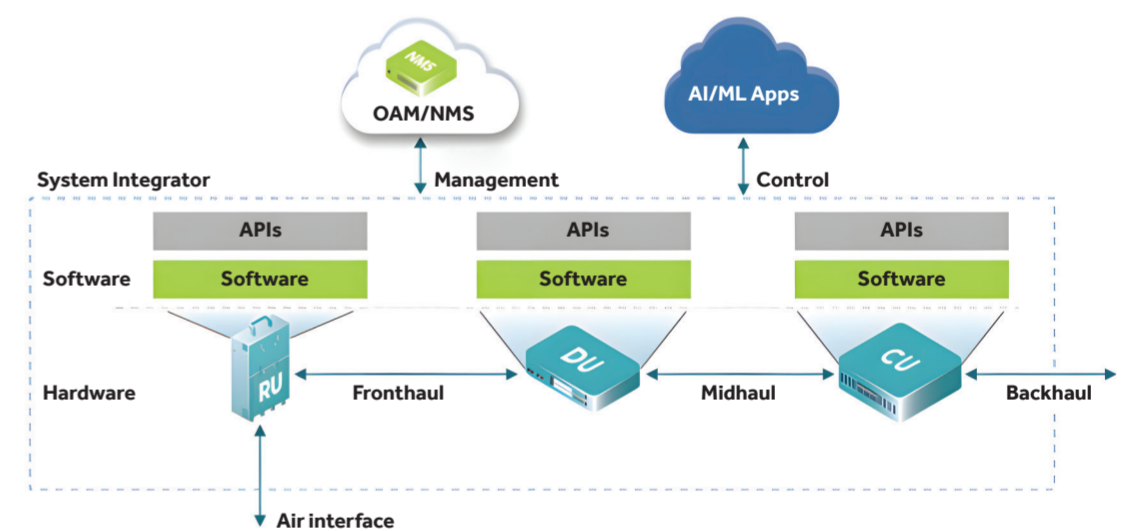 NMS
OAM/NMS
AI/ML Apps
System Integrator
Management
Control
APIs
APIs
APIs
Software
Software
Software
Software
Hardware
RU
Fronthaul
DU
Midhaul
CU
Backhaul
Air interface